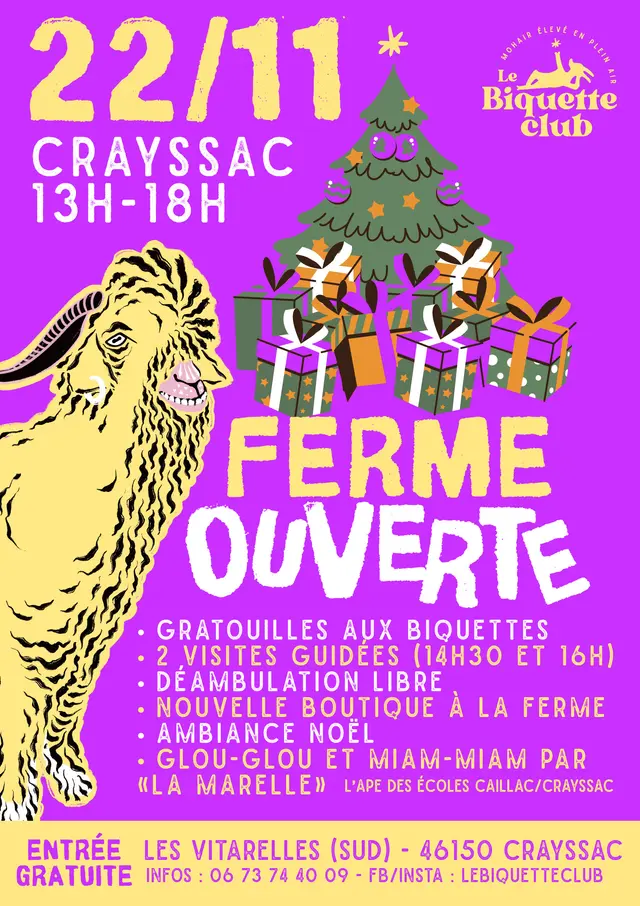 22/11
CRAYSSAC
13H-18H
MOHAIR ÉLEVÉ EN PLEIN AIR
Le
Biquette
club
FERME
OUVERTE
• GRATOUILLES AUX BIQUETTES
• 2 VISITES GUIDÉES (14H30 ET 16H)
• DÉAMBULATION LIBRE
• NOUVELLE BOUTIQUE À LA FERME
• AMBIANCE NOËL
• GLOU-GLOU ET MIAM-MIAM PAR
«LA MARELLE» L'APE DES ÉCOLES CAILLAC/CRAYSSAC
ENTRÉE
GRATUITE
LES VITARELLES (SUD) - 46150 CRAYSSAC
INFOS : 06 73 74 40 09 - FB/INSTA : LEBIQUETTECLUB